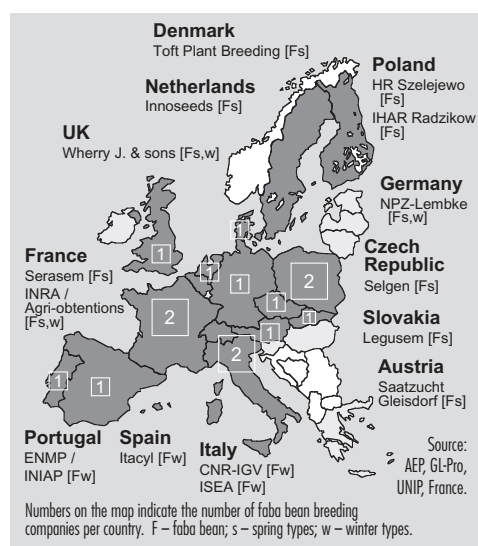 Denmark
Toft Plant Breeding [Fs]
Netherlands
Innoseeds [Fs]
Poland
HR Szelejewo
[Fs]
IHAR Radzikow
[Fs]
UK
Wherry J. & sons [Fs,w]
Germany
NPZ-Lembke
[Fs,w]
France
Serasem [Fs]
INRA /
Agri-obtentions
[Fs,w]
Czech
Republic
Selgen [Fs]
Slovakia
Legusem [Fs]
Austria
Saatzucht
Gleisdorf [Fs]
1
1
1
1
2
1
1
2
1
2
1
1
Portugal
ENMP /
INIAP [Fw]
Spain
Itacyl [Fw]
Italy
CNR-IGV [Fw]
ISEA [Fw]
Source:
AEP, GL-Pro,
UNIP, France.
Numbers on the map indicate the number of faba bean breeding
companies per country. F – faba bean; s – spring types; w – winter types.